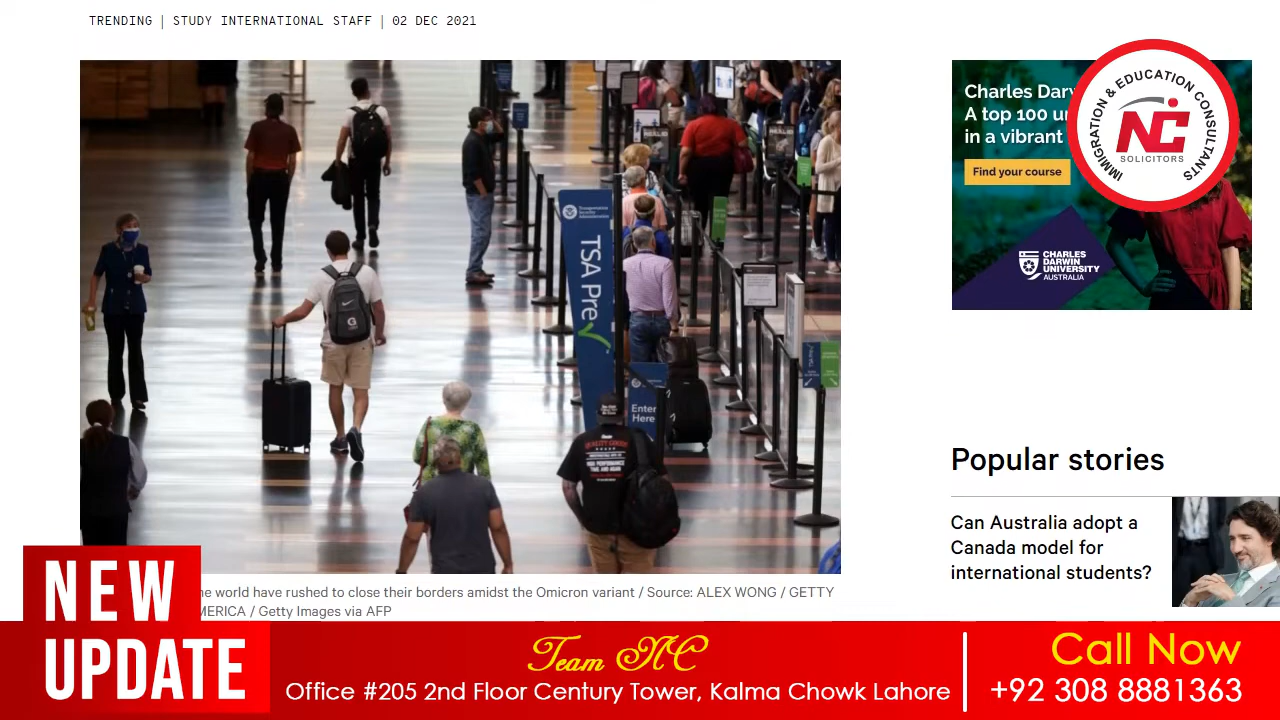 TRENDING | STUDY INTERNATIONAL STAFF | 02 DEC 2021
TSA Pre✓
Enter
Here
Charles Darw
A top 100 un
in a vibrant
Find your course
CHARLES
DARWIN
UNIVERSITY
AUSTRALIA
IMMIGRATION & EDUCATION CONSULTANTS
NC
SOLICITORS
Popular stories
Can Australia adopt a
Canada model for
international students?
he world have rushed to close their borders amidst the Omicron variant / Source: ALEX WONG / GETTY
MERICA / Getty Images via AFP
NEW
UPDATE
Team NC
Office #205 2nd Floor Century Tower, Kalma Chowk Lahore
Call Now
+92 308 8881363